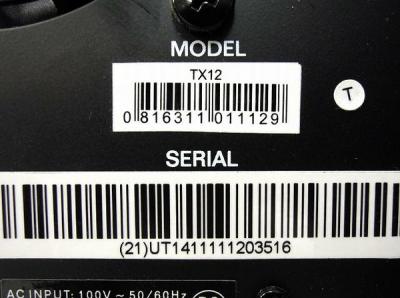 MODEL
TX12
0 816311 011129
T
SERIAL
(21)UT1411111203516
AC INPUT: 100V ~ 50/60Hz